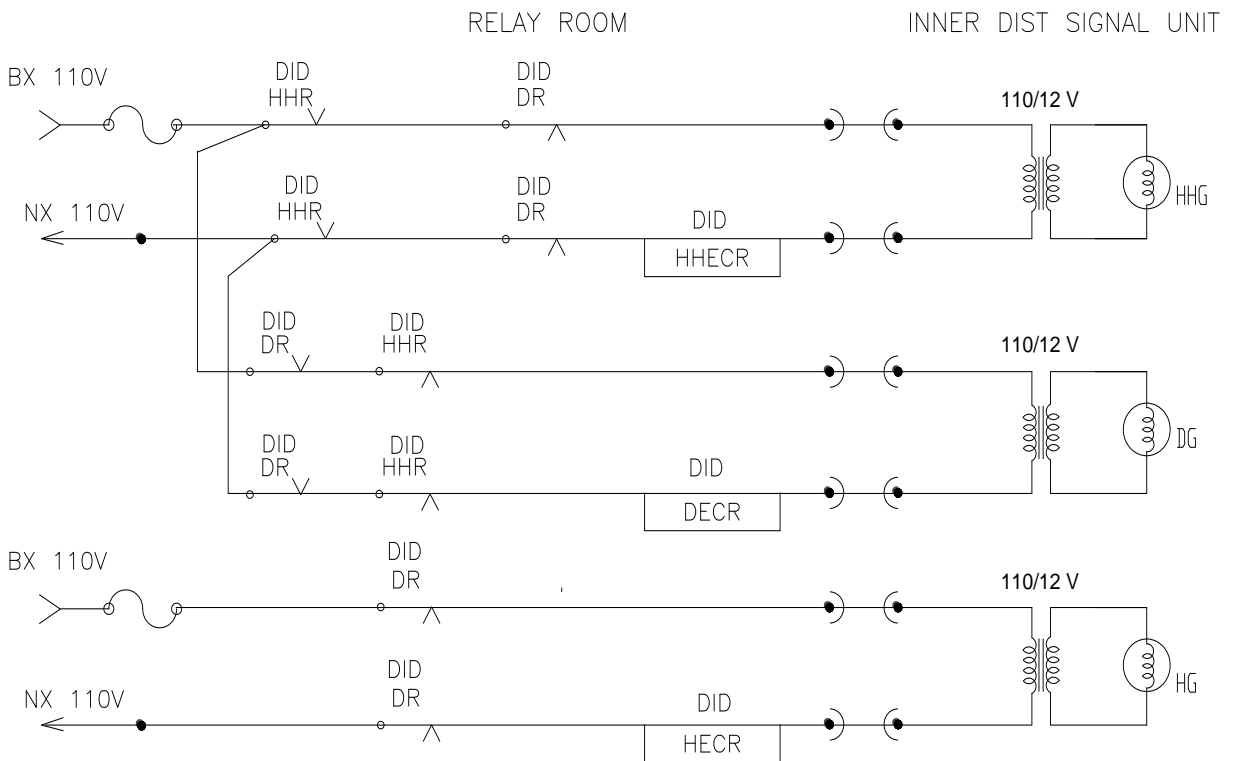 RELAY ROOM
INNER DIST SIGNAL UNIT
BX 110V
DID
HHR
DID
DR
110/12 V
HHG
NX 110V
DID
HHR
DID
DR
DID
HHECR
DID
DR
DID
HHR
110/12 V
DG
DID
DR
DID
HHR
DID
DECR
BX 110V
DID
DR
110/12 V
HG
NX 110V
DID
DR
DID
HECR